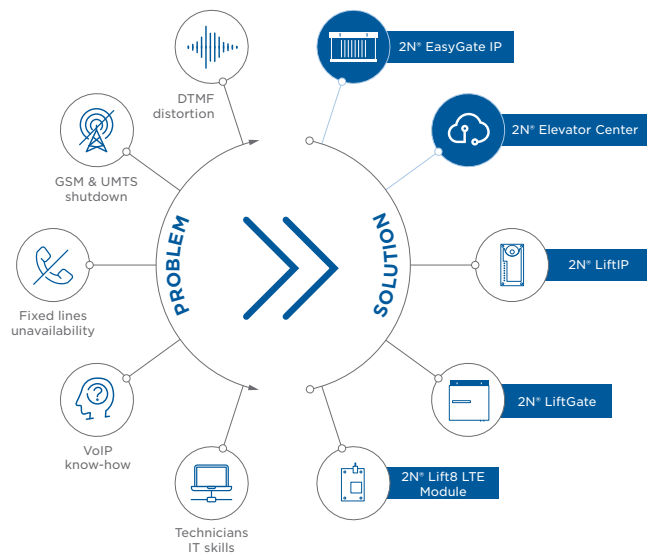 DTMF
distortion
GSM & UMTS
shutdown
Fixed lines
unavailability
VoIP
know-how
Technicians
IT skills
PROBLEM
SOLUTION
2N® EasyGate IP
2N® Elevator Center
2N® LiftIP
2N® LiftGate
2N® Lift8 LTE
Module
?